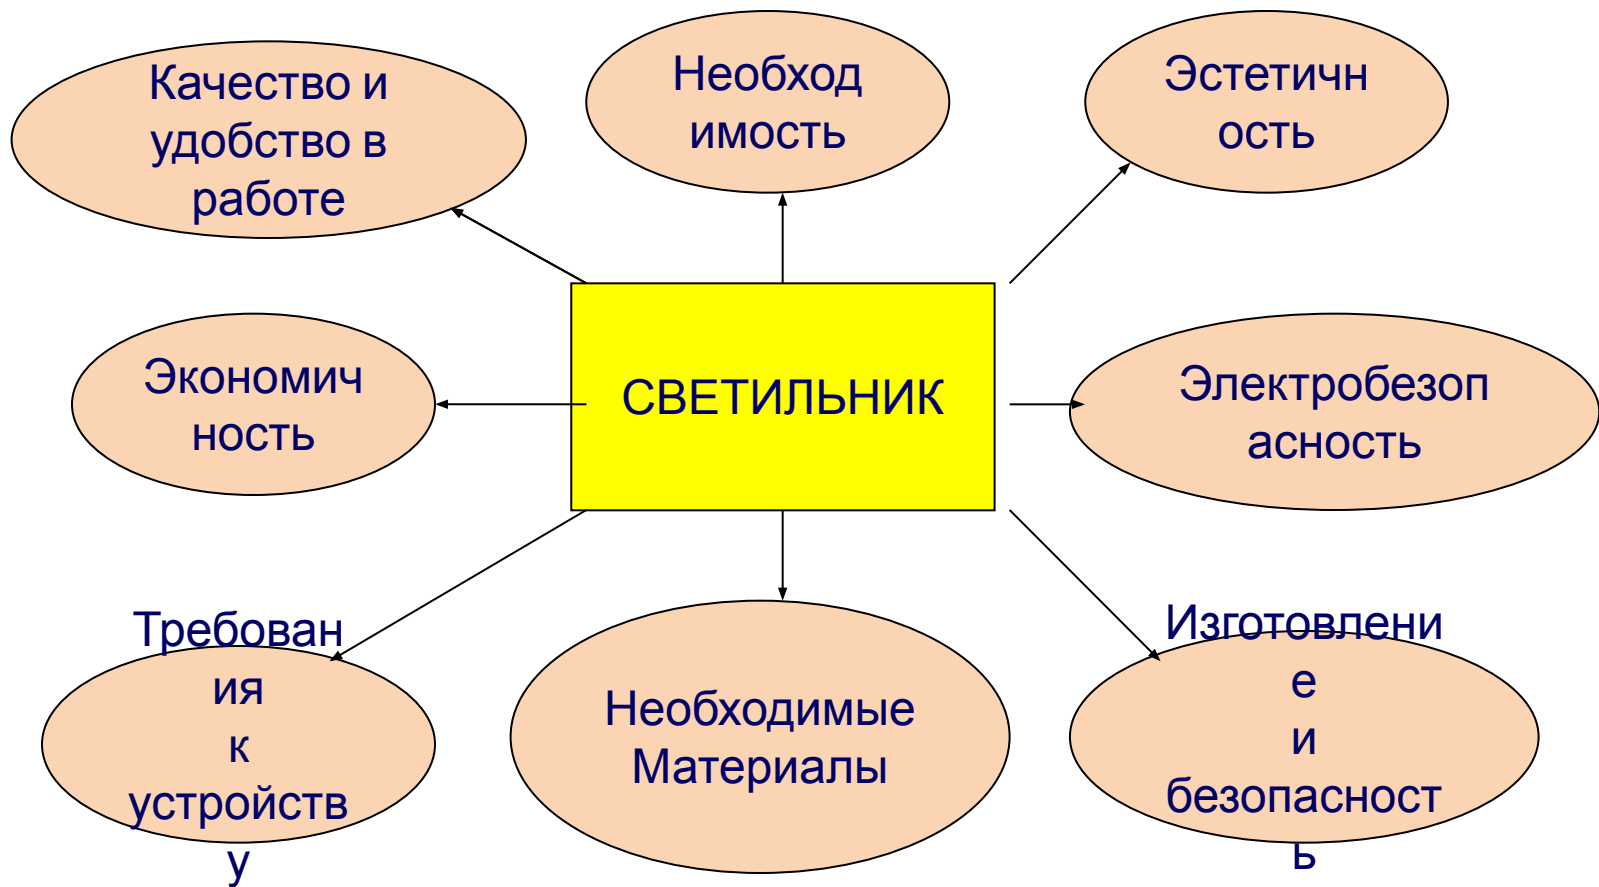 Качество и
удобство в
работе
Необход
имость
Эстетичн
ость
Экономич
ность
СВЕТИЛЬНИК
Электробезоп
асность
Требован
ия
к
устройств
у
Необходимые
Материалы
Изготовлени
е
и
безопасност
ь